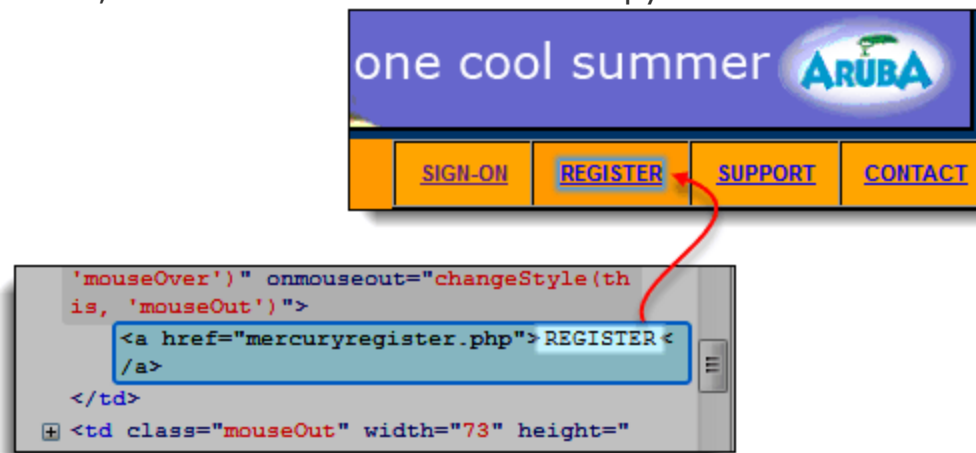 one cool summer ARUBA
SIGN-ON REGISTER SUPPORT CONTACT
'mouseOver')" onmouseout="changeStyle(th
is, 'mouseOut')">
<a href="mercuryregister.php">REGISTER<
/a>
</td>
<td class="mouseOut" width="73" height="